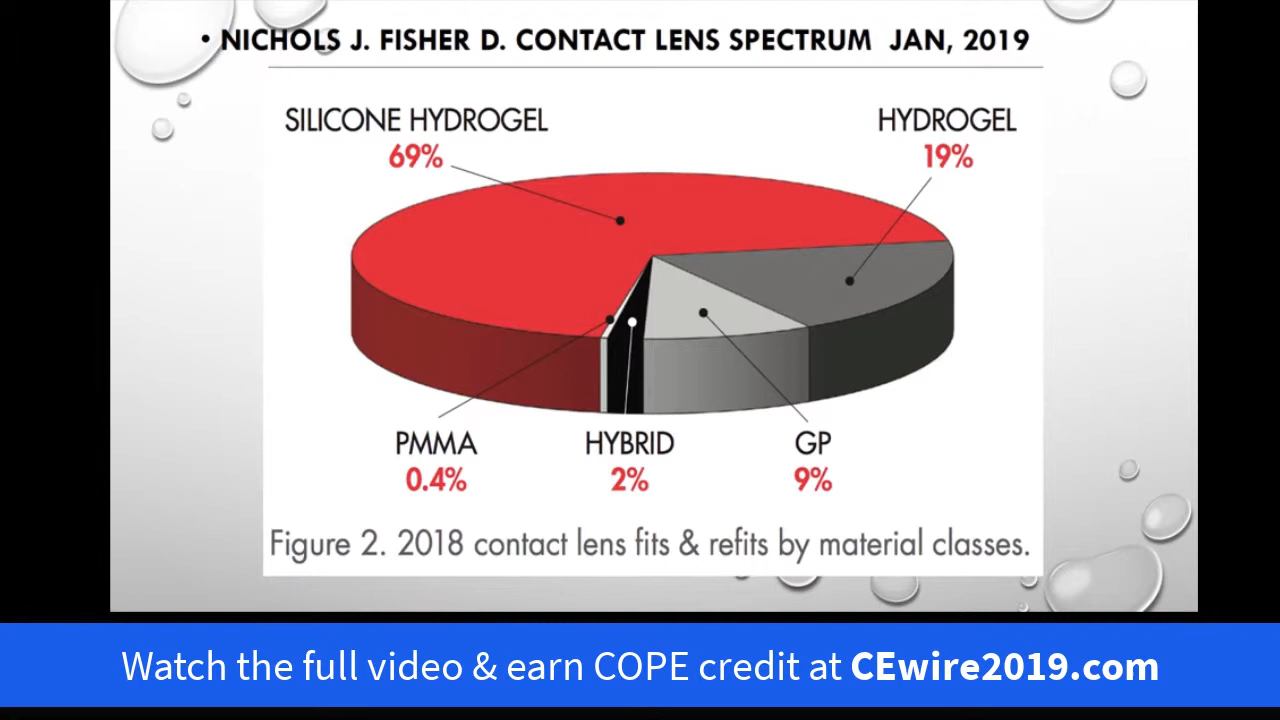 • NICHOLS J. FISHER D. CONTACT LENS SPECTRUM JAN, 2019
SILICONE HYDROGEL
69%
HYDROGEL
19%
PMMA
0.4%
HYBRID
2%
GP
9%
Figure 2. 2018 contact lens fits & refits by material classes.
Watch the full video & earn COPE credit at CEwire2019.com